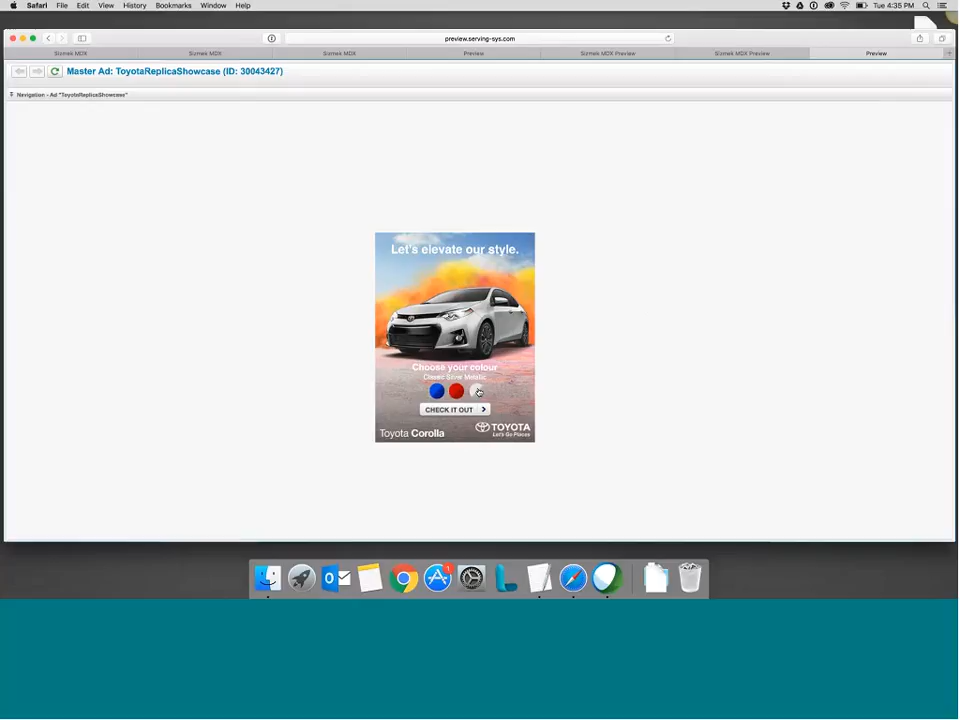 Safari File Edit View History Bookmarks Window Help Tue 4:35 PM
preview.serving-sys.com
Sizmek MDX Sizmek MDX Sizmek MDX Preview Sizmek MDX Preview Sizmek MDX Preview Preview
Master Ad: ToyotaReplicaShowcase (ID: 30043427)
Navigation - Ad "ToyotaReplicaShowcase"
Let's elevate our style.
Choose your colour
Classic Silver Metallic
CHECK IT OUT
Toyota Corolla
TOYOTA
Let's Go Places
1